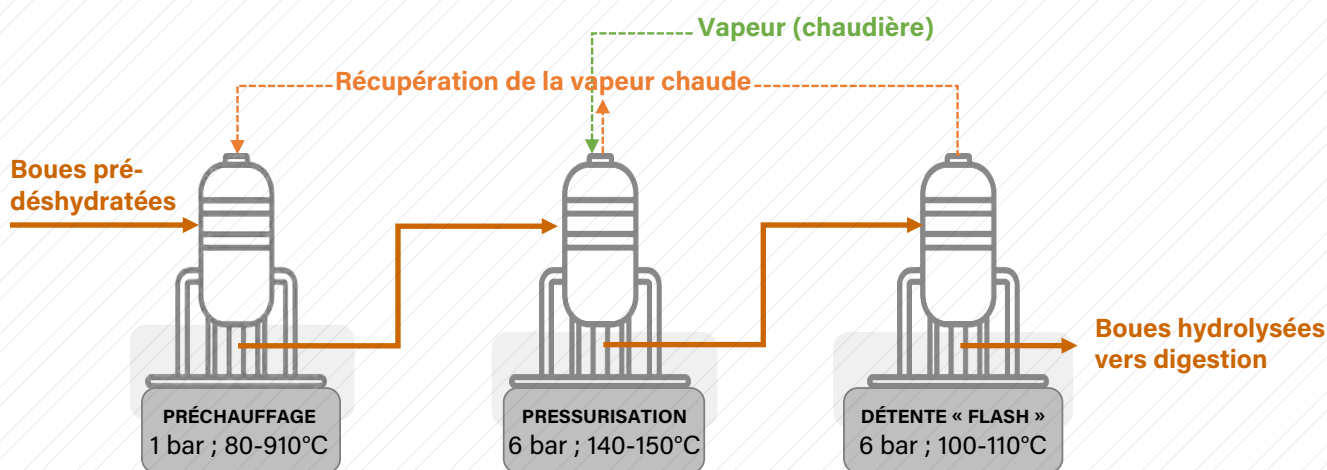 Vapeur (chaudière)
Récupération de la vapeur chaude
Boues pré-
déshydratées
Boues hydrolysées
vers digestion
PRÉCHAUFFAGE
1 bar ; 80-910°C
PRESSURISATION
6 bar ; 140-150°C
DÉTENTE « FLASH »
6 bar ; 100-110°C